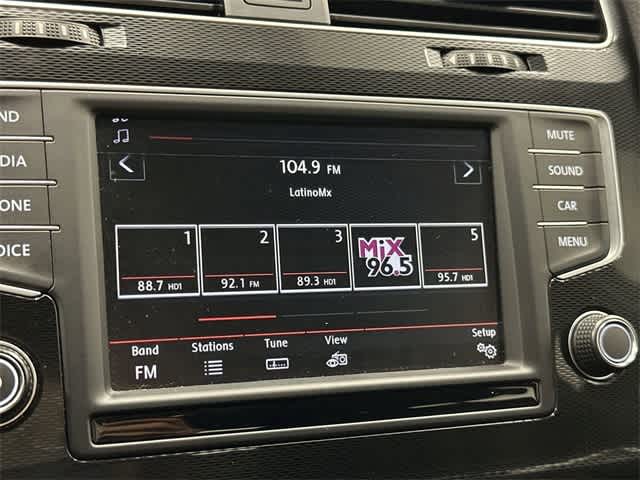 ND
DIA
ONE
OICE
MUTE
SOUND
CAR
MENU
104.9 FM
LatinoMx
1
88.7 HD1
2
92.1 FM
3
89.3 HD1
MiX
96.5
5
95.7 HD1
Band
FM
Stations
Tune
View
Setup